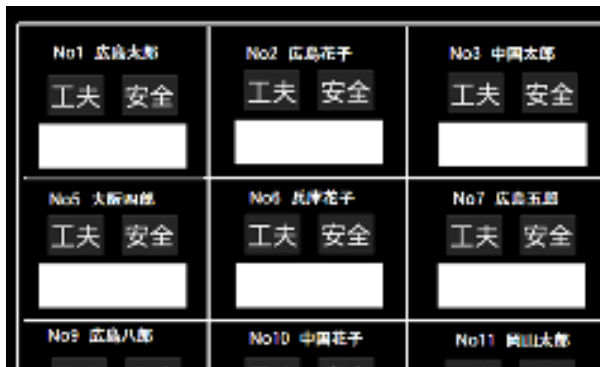 No1 広島太郎
No2 広島花子
No3 中国太郎
工夫 安全
工夫 安全
工夫 安全
No5 大阪四郎
No6 兵庫花子
No7 広島五郎
工夫 安全
工夫 安全
工夫 安全
No9 広島八郎
No10 中国花子
No11 岡山太郎